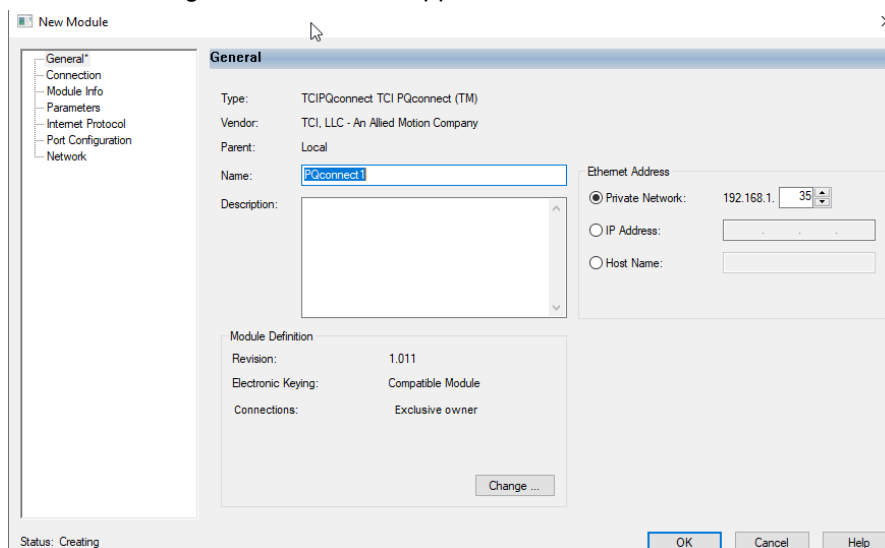 New Module
General*
Connection
Module Info
Parameters
Internet Protocol
Port Configuration
Network
General
Type: TCIPQconnect TCI PQconnect (TM)
Vendor: TCI, LLC - An Allied Motion Company
Parent: Local
Name: PQconnect1
Description:
Ethernet Address
Private Network: 192.168.1. 35
IP Address: . . .
Host Name:
Module Definition
Revision: 1.011
Electronic Keying: Compatible Module
Connections: Exclusive owner
Change ...
Status: Creating
OK Cancel Help